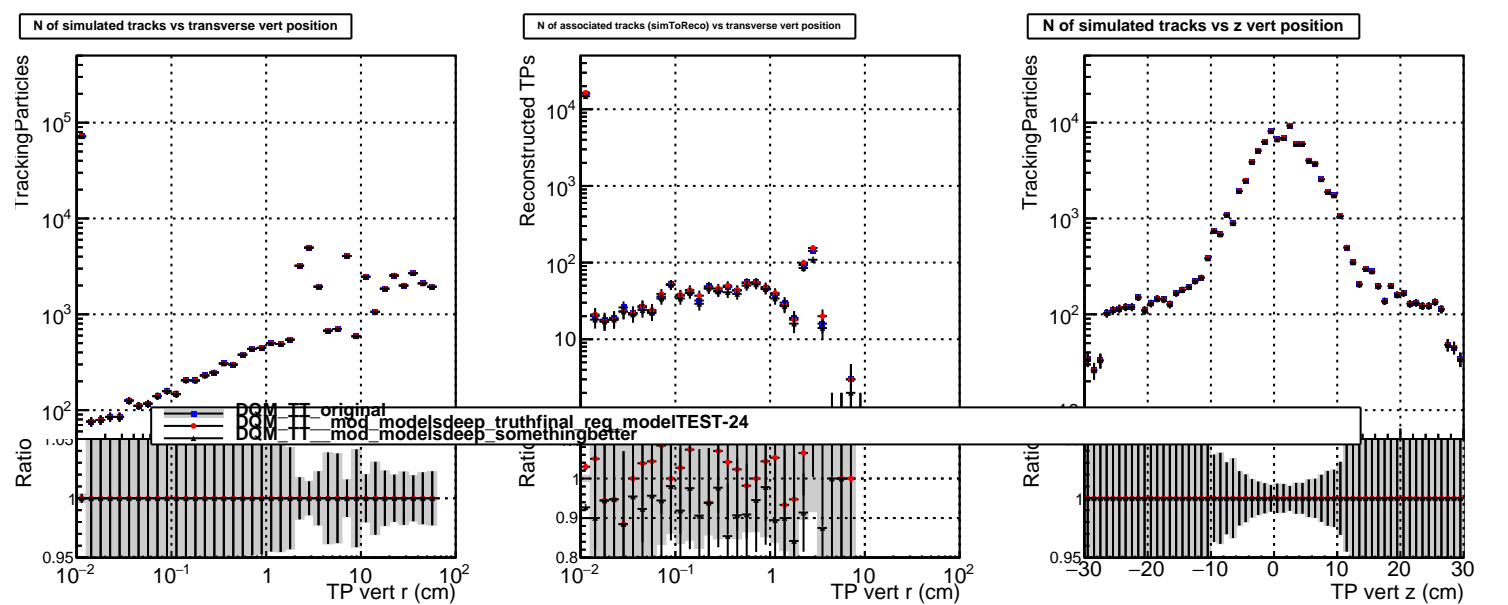 N of simulated tracks vs transverse vert position
N of associated tracks (simToReco) vs transverse vert position
N of simulated tracks vs z vert position
TrackingParticles
10^5
10^4
10^3
10^2
Reconstructed TPs
10^4
10^3
10^2
10
TrackingParticles
10^4
10^3
10^2
DQM_TT_original
DQM_TT__mod_modelsdeep_truthfinal_reg_modelTEST-24
DQM_TT__mod_modelsdeep_somethingbetter
Ratio
1
0.95
10^−2 10^−1 1 10 10^2
TP vert r (cm)
1
0.9
0.8
10^−2 10^−1 1 10 10^2
TP vert r (cm)
Ratio
1
0.95
−30 −20 −10 0 10 20 30
TP vert z (cm)